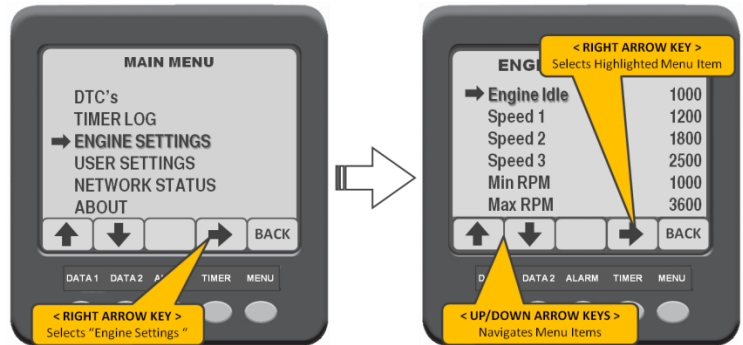 MAIN MENU
DTC's
TIMER LOG
ENGINE SETTINGS
USER SETTINGS
NETWORK STATUS
ABOUT
BACK
DATA 1 DATA 2 TIMER MENU
< RIGHT ARROW KEY >
Selects "Engine Settings "
< RIGHT ARROW KEY >
Selects Highlighted Menu Item
Engine Idle 1000
Speed 1 1200
Speed 2 1800
Speed 3 2500
Min RPM 1000
Max RPM 3600
BACK
DATA 2 ALARM TIMER MENU
< UP/DOWN ARROW KEYS >
Navigates Menu Items